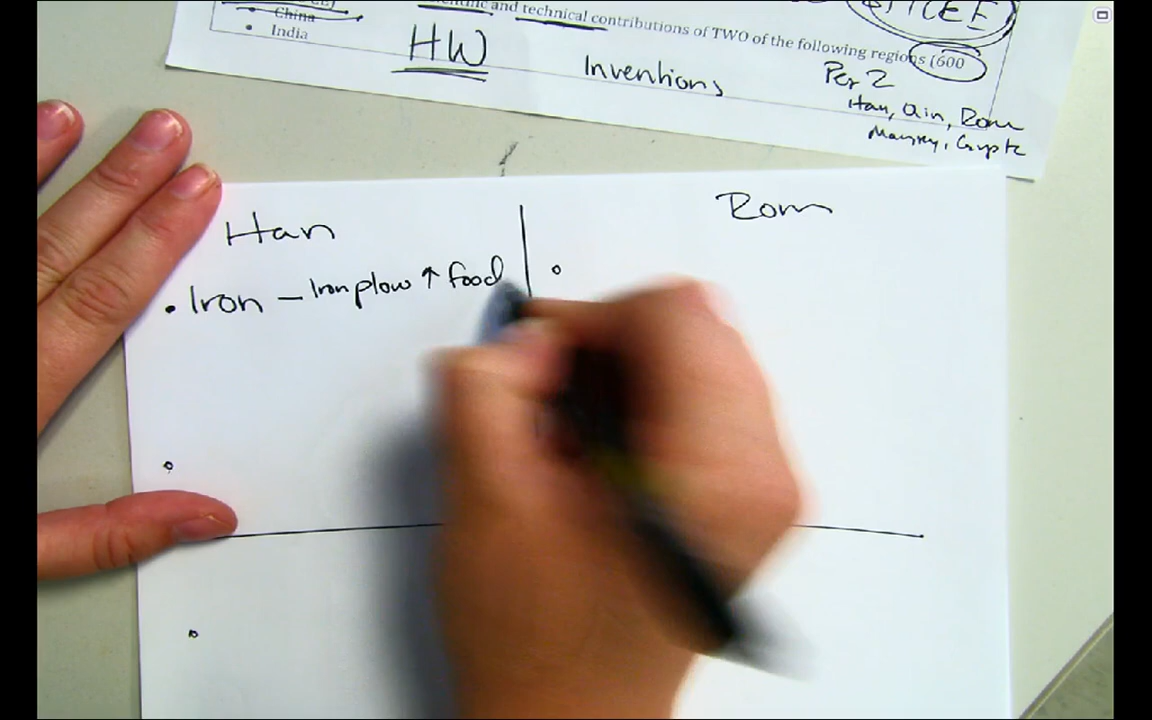 China
and technical contributions of TWO of the following regions (600
India
HW
Inventions
Per 2
Han, Qin, Rom
Han
Rom
Iron — Iron plow ↑ food